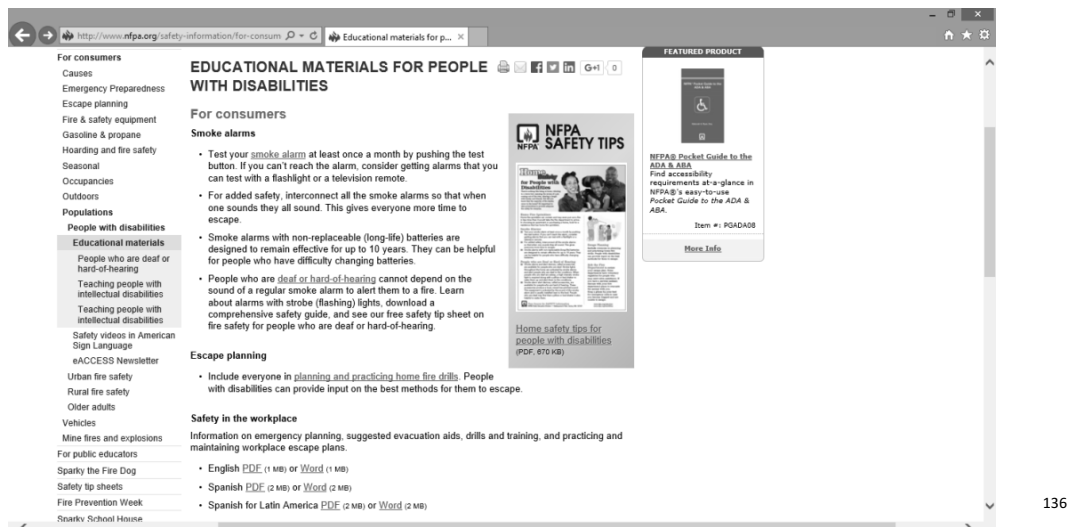 http://www.nfpa.org/safety-information/for-consum
Educational materials for p...
For consumers
Causes
Emergency Preparedness
Escape planning
Fire & safety equipment
Gasoline & propane
Hoarding and fire safety
Seasonal
Occupancies
Outdoors
Populations
People with disabilities
Educational materials
People who are deaf or
hard-of-hearing
Teaching people with
intellectual disabilities
Teaching people with
intellectual disabilities
Safety videos in American
Sign Language
eACCESS Newsletter
Urban fire safety
Rural fire safety
Older adults
Vehicles
Mine fires and explosions
For public educators
Sparky the Fire Dog
Safety tip sheets
Fire Prevention Week
Sparky School House
EDUCATIONAL MATERIALS FOR PEOPLE
WITH DISABILITIES
G+1 0
For consumers
Smoke alarms
• Test your smoke alarm at least once a month by pushing the test
button. If you can't reach the alarm, consider getting alarms that you
can test with a flashlight or a television remote.
• For added safety, interconnect all the smoke alarms so that when
one sounds they all sound. This gives everyone more time to
escape.
• Smoke alarms with non-replaceable (long-life) batteries are
designed to remain effective for up to 10 years. They can be helpful
for people who have difficulty changing batteries.
• People who are deaf or hard-of-hearing cannot depend on the
sound of a regular smoke alarm to alert them to a fire. Learn
about alarms with strobe (flashing) lights, download a
comprehensive safety guide, and see our free safety tip sheet on
fire safety for people who are deaf or hard-of-hearing.
Escape planning
• Include everyone in planning and practicing home fire drills. People
with disabilities can provide input on the best methods for them to escape.
Safety in the workplace
Information on emergency planning, suggested evacuation aids, drills and training, and practicing and
maintaining workplace escape plans.
• English PDF (1 MB) or Word (1 MB)
• Spanish PDF (2 MB) or Word (2 MB)
• Spanish for Latin America PDF (2 MB) or Word (2 MB)
NFPA
NFPA
SAFETY TIPS
Home Safety
for People with
Disabilities
Home safety tips for
people with disabilities
(PDF, 670 KB)
FEATURED PRODUCT
NFPA® Pocket Guide to the
ADA & ABA
Find accessibility
requirements at-a-glance in
NFPA®'s easy-to-use
Pocket Guide to the ADA &
ABA.
Item #: PGADA08
More Info
136